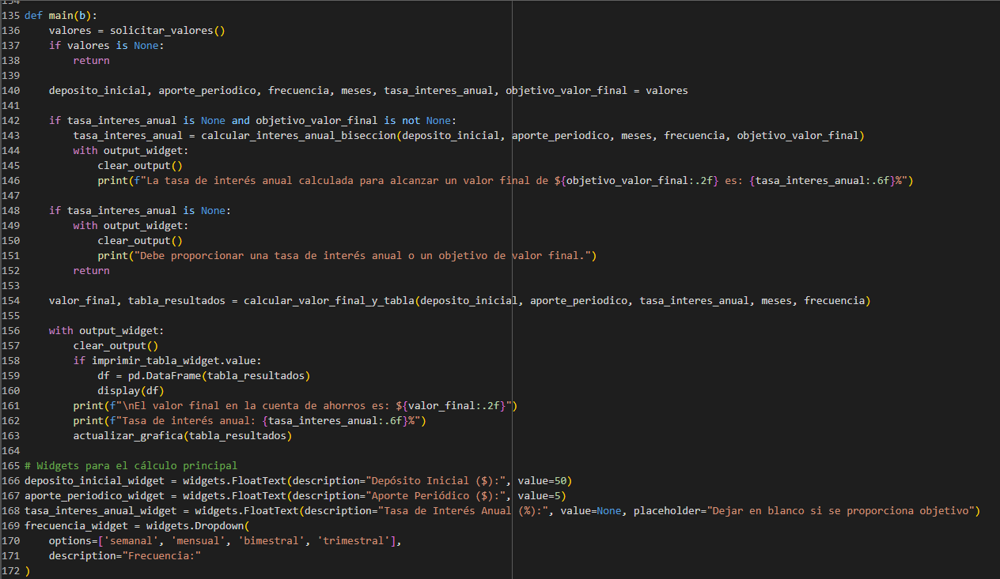 134
135 def main(b):
136     valores = solicitar_valores()
137     if valores is None:
138         return
139
140     deposito_inicial, aporte_periodico, frecuencia, meses, tasa_interes_anual, objetivo_valor_final = valores
141
142     if tasa_interes_anual is None and objetivo_valor_final is not None:
143         tasa_interes_anual = calcular_interes_anual_biseccion(deposito_inicial, aporte_periodico, meses, frecuencia, objetivo_valor_final)
144         with output_widget:
145             clear_output()
146             print(f"La tasa de interés anual calculada para alcanzar un valor final de ${objetivo_valor_final:.2f} es: {tasa_interes_anual:.6f}%")
147
148     if tasa_interes_anual is None:
149         with output_widget:
150             clear_output()
151             print("Debe proporcionar una tasa de interés anual o un objetivo de valor final.")
152         return
153
154     valor_final, tabla_resultados = calcular_valor_final_y_tabla(deposito_inicial, aporte_periodico, tasa_interes_anual, meses, frecuencia)
155
156     with output_widget:
157         clear_output()
158         if imprimir_tabla_widget.value:
159             df = pd.DataFrame(tabla_resultados)
160             display(df)
161         print(f"\nEl valor final en la cuenta de ahorros es: ${valor_final:.2f}")
162         print(f"Tasa de interés anual: {tasa_interes_anual:.6f}%")
163         actualizar_grafica(tabla_resultados)
164
165 # Widgets para el cálculo principal
166 deposito_inicial_widget = widgets.FloatText(description="Depósito Inicial ($):", value=50)
167 aporte_periodico_widget = widgets.FloatText(description="Aporte Periódico ($):", value=5)
168 tasa_interes_anual_widget = widgets.FloatText(description="Tasa de Interés Anual (%):", value=None, placeholder="Dejar en blanco si se proporciona objetivo")
169 frecuencia_widget = widgets.Dropdown(
170     options=['semanal', 'mensual', 'bimestral', 'trimestral'],
171     description="Frecuencia:"
172 )